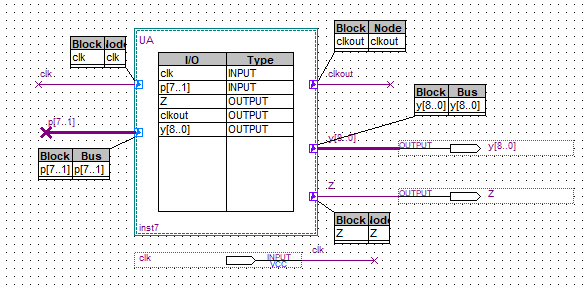 Block Node
clk clk
clk
UA
I/O Type
clk INPUT
p[7..1] INPUT
Z OUTPUT
clkout OUTPUT
y[8..0] OUTPUT
Block Node
clkout clkout
clkout
Block Bus
y[8..0] y[8..0]
p[7..1]
Block Bus
p[7..1] p[7..1]
y[8..0]
OUTPUT y[8..0]
Z
OUTPUT Z
Block Node
Z Z
inst7
clk INPUT
VCC
clk